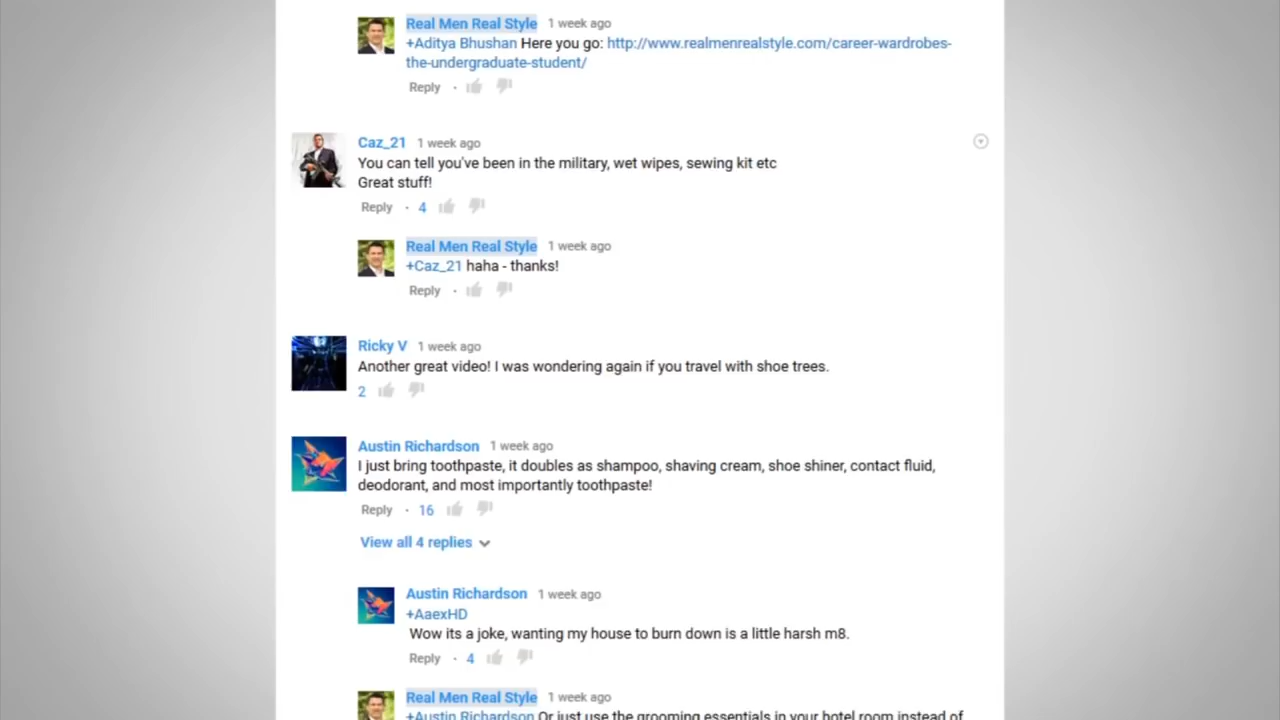 Real Men Real Style 1 week ago
+Aditya Bhushan Here you go: http://www.realmenrealstyle.com/career-wardrobes-
the-undergraduate-student/
Reply ·
Caz_21 1 week ago
You can tell you've been in the military, wet wipes, sewing kit etc
Great stuff!
Reply · 4
Real Men Real Style 1 week ago
+Caz_21 haha - thanks!
Reply ·
Ricky V 1 week ago
Another great video! I was wondering again if you travel with shoe trees.
2
Austin Richardson 1 week ago
I just bring toothpaste, it doubles as shampoo, shaving cream, shoe shiner, contact fluid,
deodorant, and most importantly toothpaste!
Reply · 16
View all 4 replies
Austin Richardson 1 week ago
+AaexHD
Wow its a joke, wanting my house to burn down is a little harsh m8.
Reply · 4
Real Men Real Style 1 week ago
+Austin Richardson Or just use the grooming essentials in your hotel room instead of